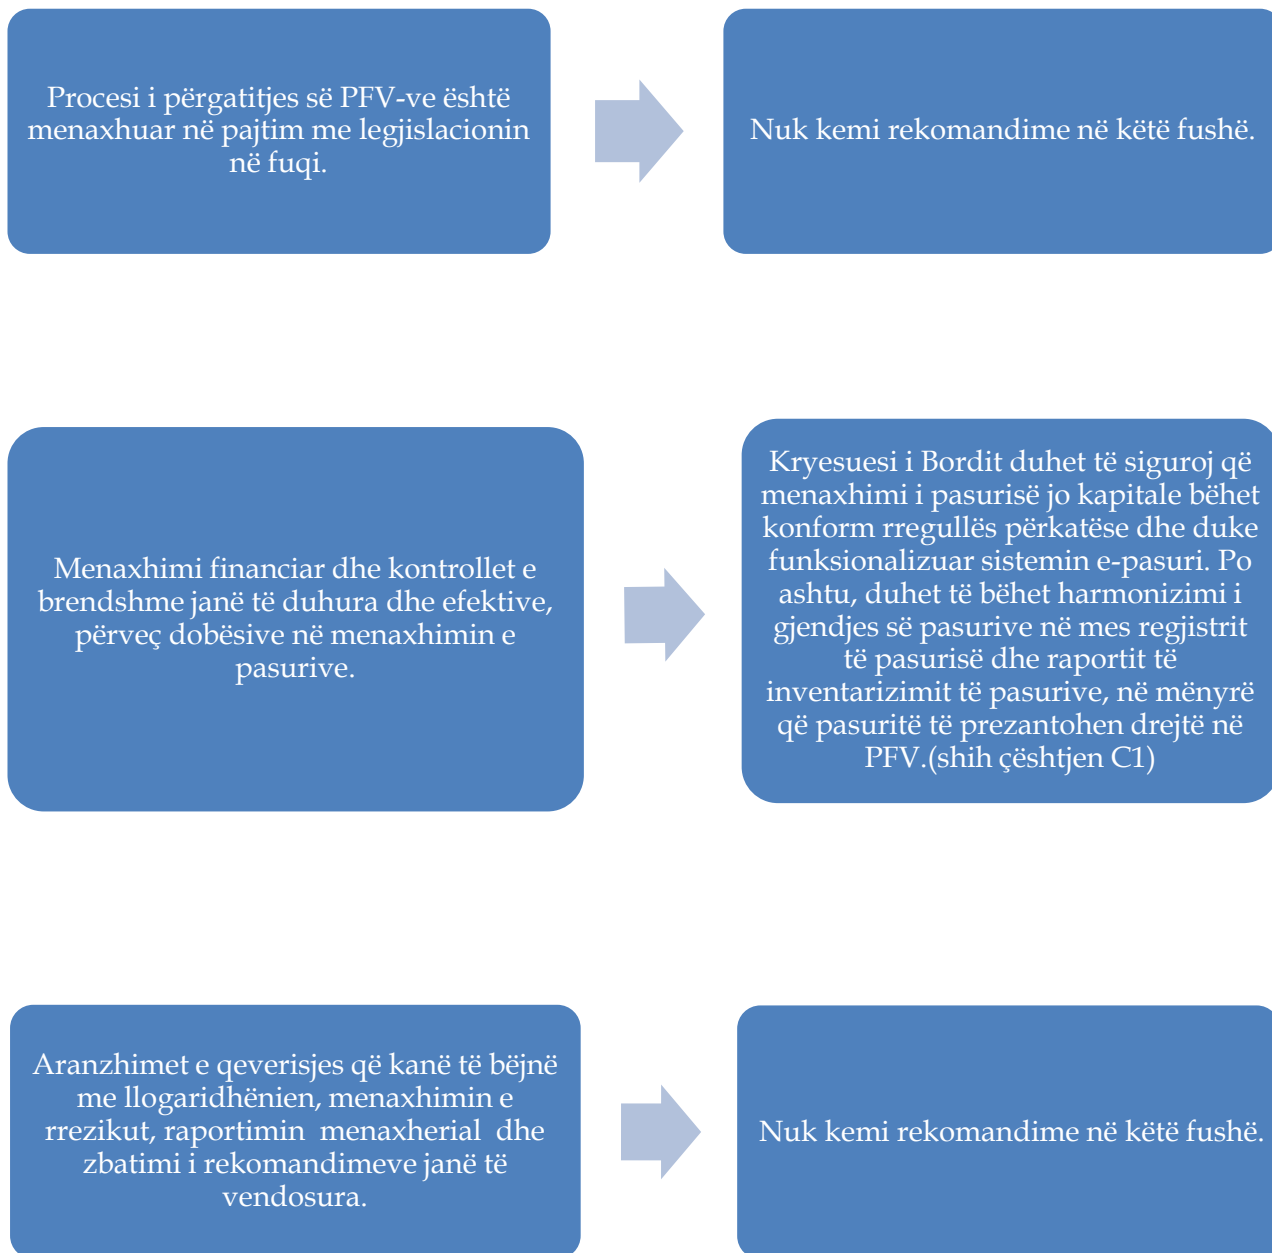 Procesi i përgatitjes së PFV-ve është
menaxhuar në pajtim me legjislacionin
në fuqi.
Nuk kemi rekomandime në këtë fushë.
Menaxhimi financiar dhe kontrollet e
brendshme janë të duhura dhe efektive,
përveç dobësive në menaxhimin e
pasurive.
Kryesuesi i Bordit duhet të siguroj që
menaxhimi i pasurisë jo kapitale bëhet
konform rregullës përkatëse dhe duke
funksionalizuar sistemin e-pasuri. Po
ashtu, duhet të bëhet harmonizimi i
gjendjes së pasurive në mes regjistrit
të pasurisë dhe raportit të
inventarizimit të pasurive, në mënyrë
që pasuritë të prezantohen drejtë në
PFV.(shih çështjen C1)
Aranzhimet e qeverisjes që kanë të bëjnë
me llogaridhënien, menaxhimin e
rrezikut, raportimin  menaxherial  dhe
zbatimi i rekomandimeve janë të
vendosura.
Nuk kemi rekomandime në këtë fushë.